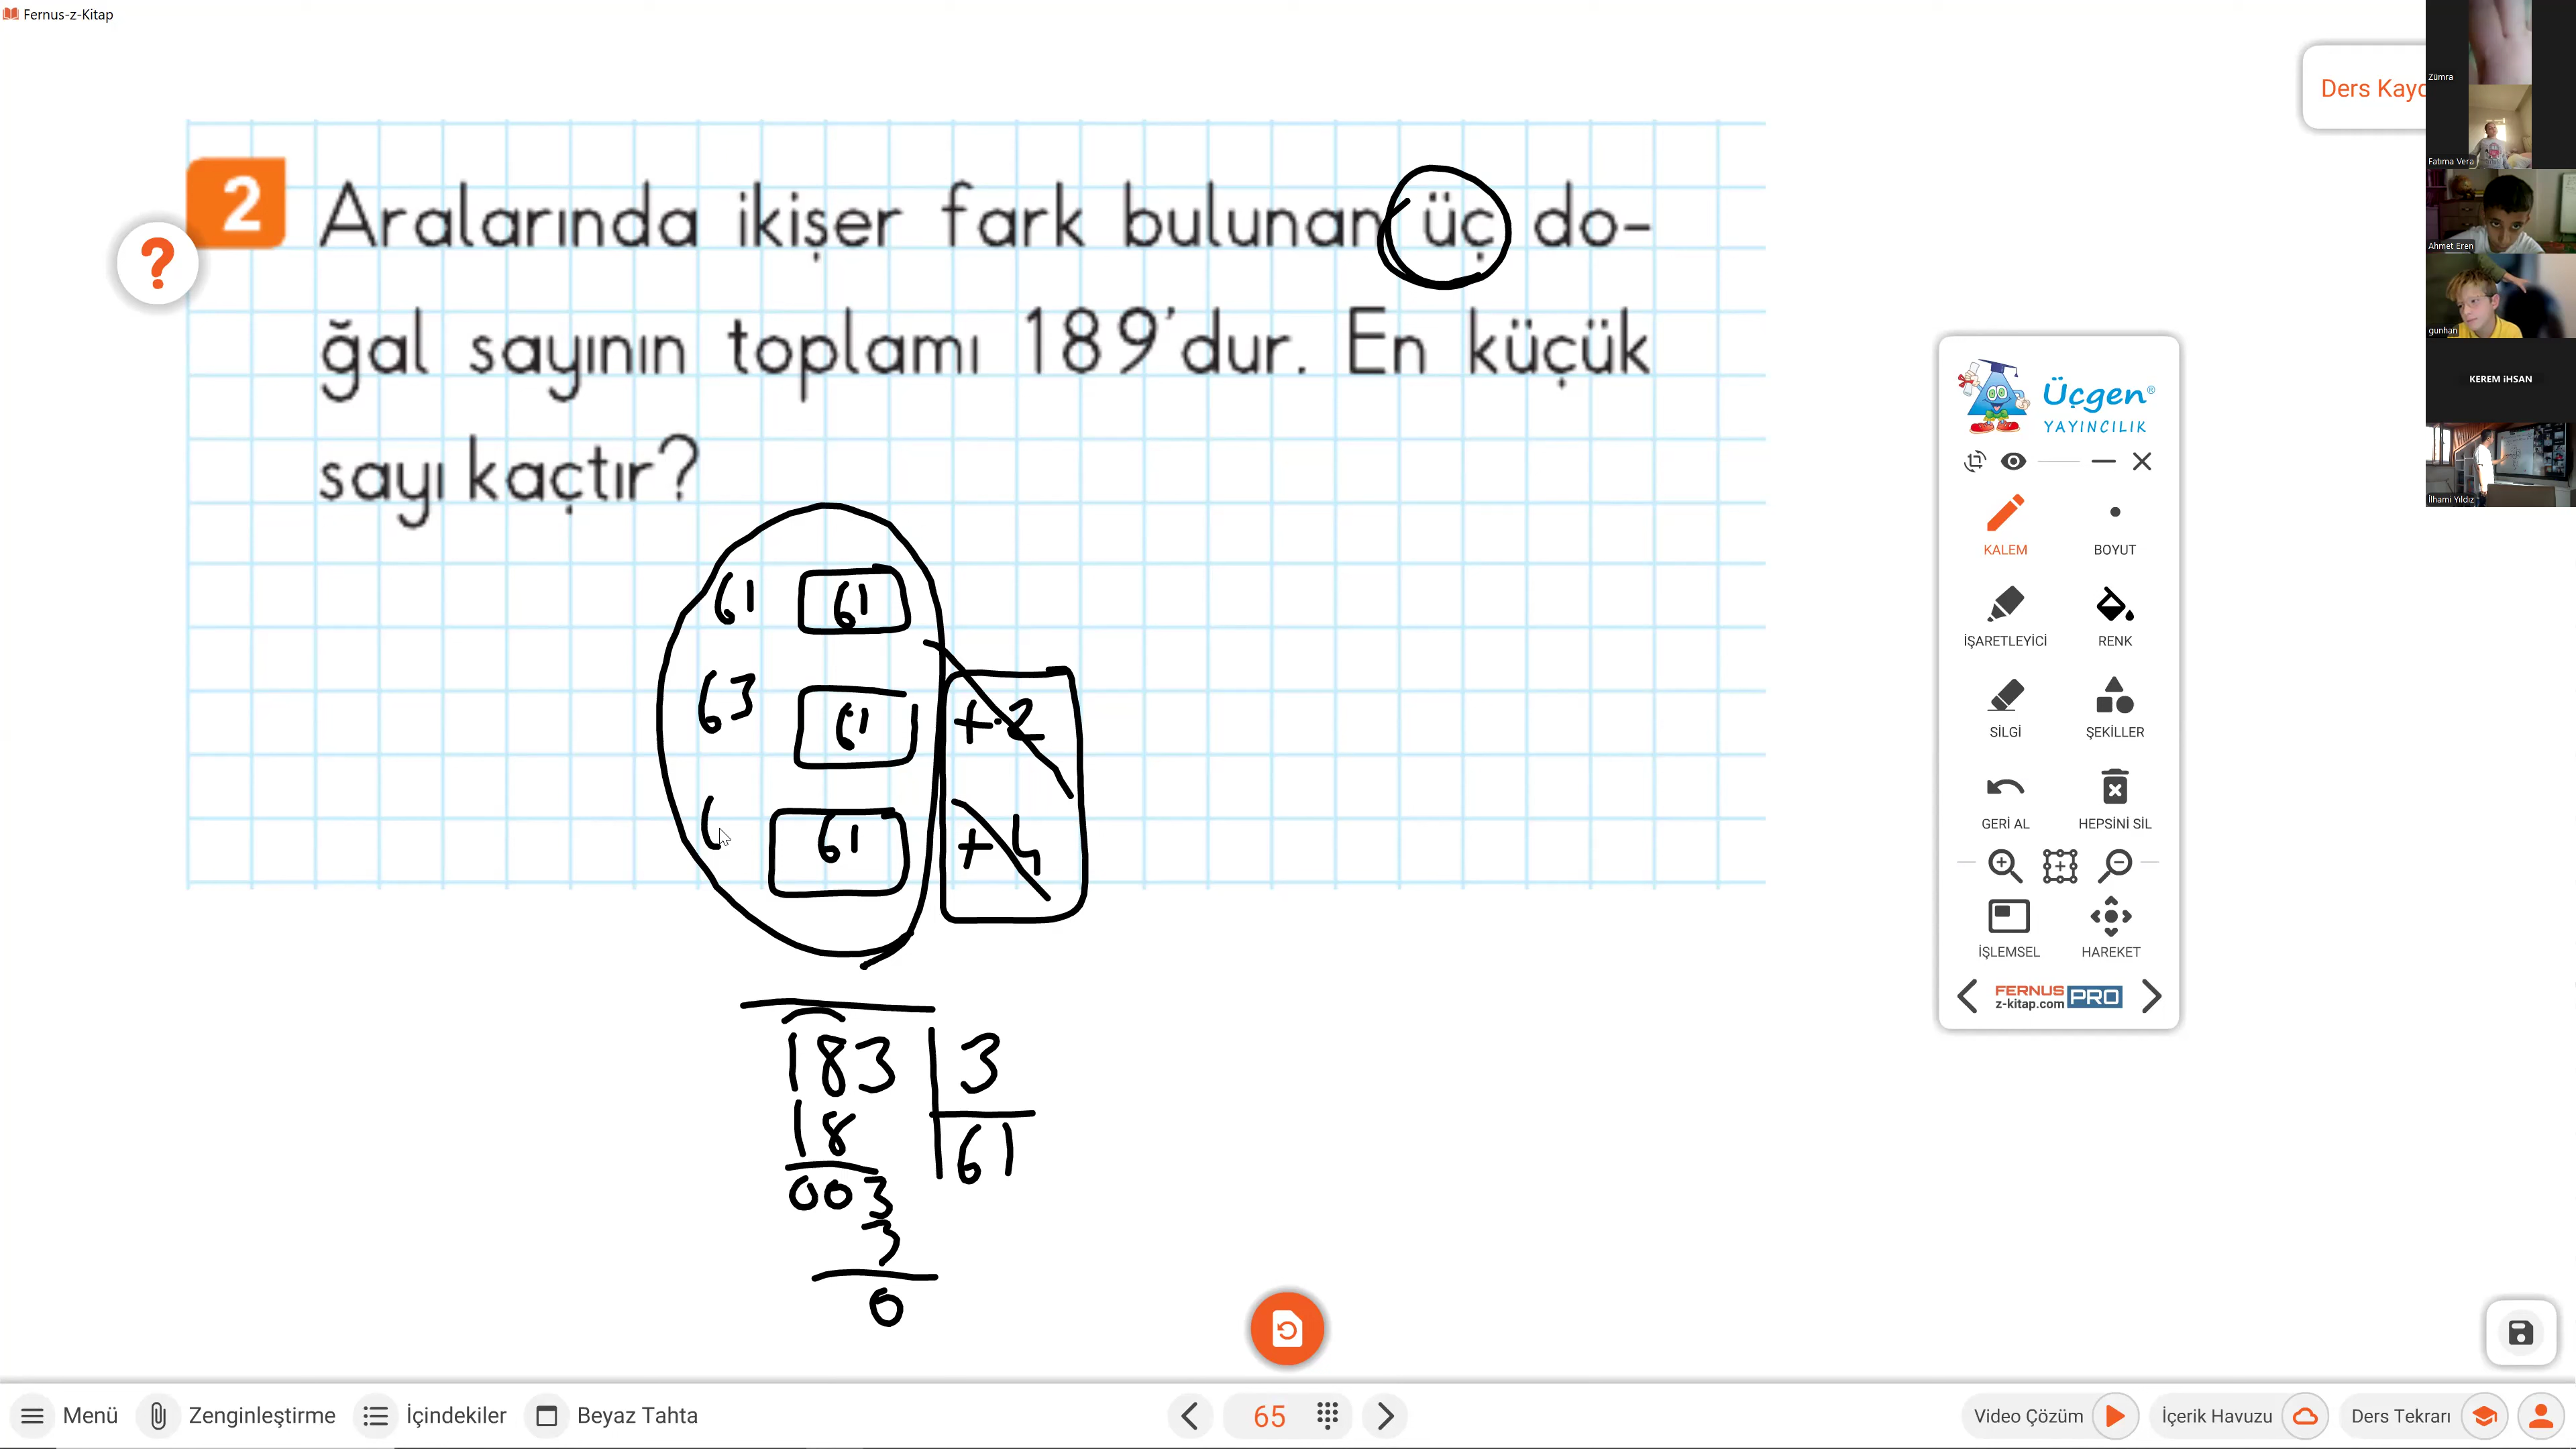 Fernus-z-Kitap
Zümra
Ders Kayd
Fatıma Vera
2 Aralarında ikişer fark bulunan üç do-
Ahmet Eren
ğal sayının toplamı 189'dur. En küçük
gunhan
KEREM iHSAN
Üçgen®
YAYINCILIK
sayı kaçtır?
İlhami Yıldız
KALEM BOYUT
61 61
İŞARETLEYİCİ RENK
63 61 +2
SİLGİ ŞEKİLLER
61 +4
GERİ AL HEPSİNİ SİL
İŞLEMSEL HAREKET
FERNUS
z-kitap.com PRO
183 3
18 61
003
3
0
Menü Zenginleştirme İçindekiler Beyaz Tahta 65 Video Çözüm İçerik Havuzu Ders Tekrarı